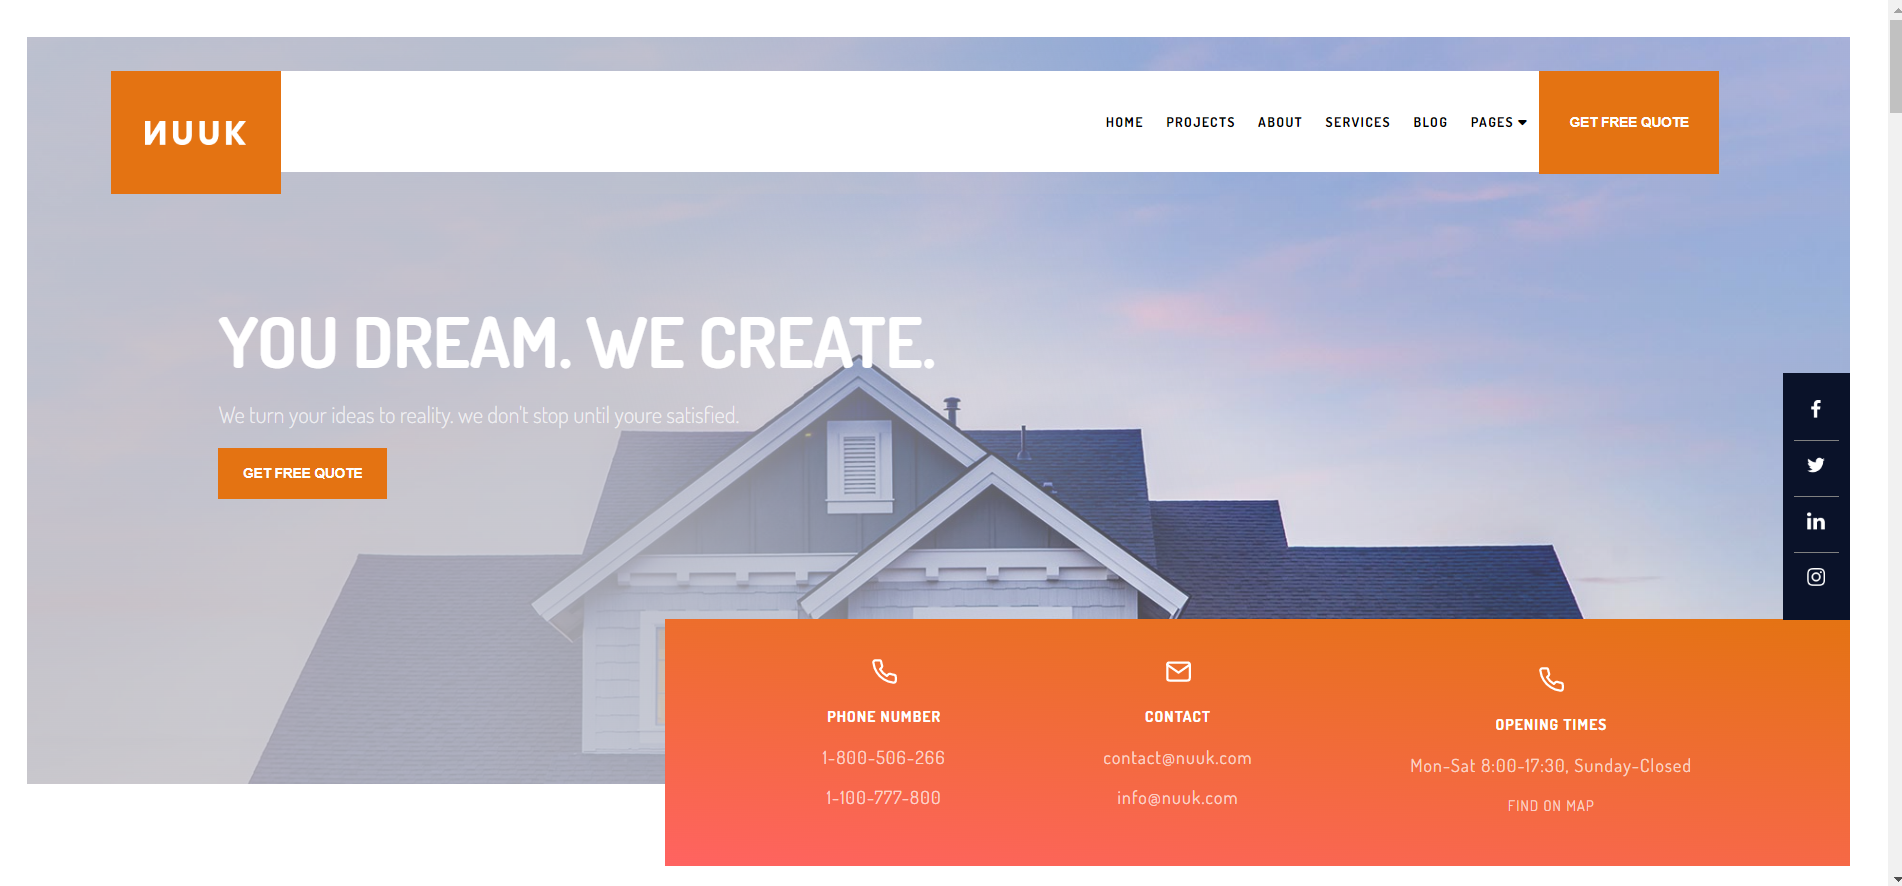 NUUK
HOME PROJECTS ABOUT SERVICES BLOG PAGES
GET FREE QUOTE
YOU DREAM. WE CREATE.
We turn your ideas to reality. we don't stop until youre satisfied.
GET FREE QUOTE
PHONE NUMBER
1-800-506-266
1-100-777-800
CONTACT
contact@nuuk.com
info@nuuk.com
OPENING TIMES
Mon-Sat 8:00-17:30, Sunday-Closed
FIND ON MAP